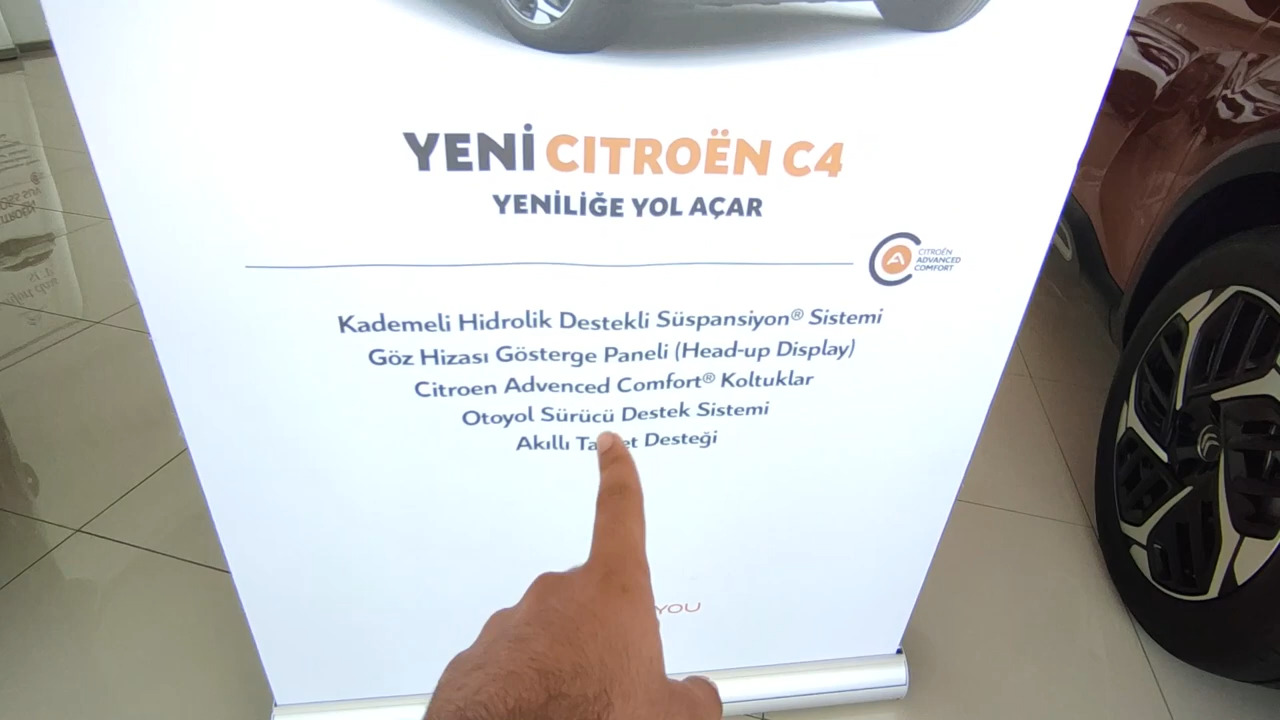 YENİ CITROËN C4
YENİLİĞE YOL AÇAR
CITROËN
ADVANCED
COMFORT
Kademeli Hidrolik Destekli Süspansiyon® Sistemi
Göz Hizası Gösterge Paneli (Head-up Display)
Citroen Advenced Comfort® Koltuklar
Otoyol Sürücü Destek Sistemi
Akıllı Desteği
YOU